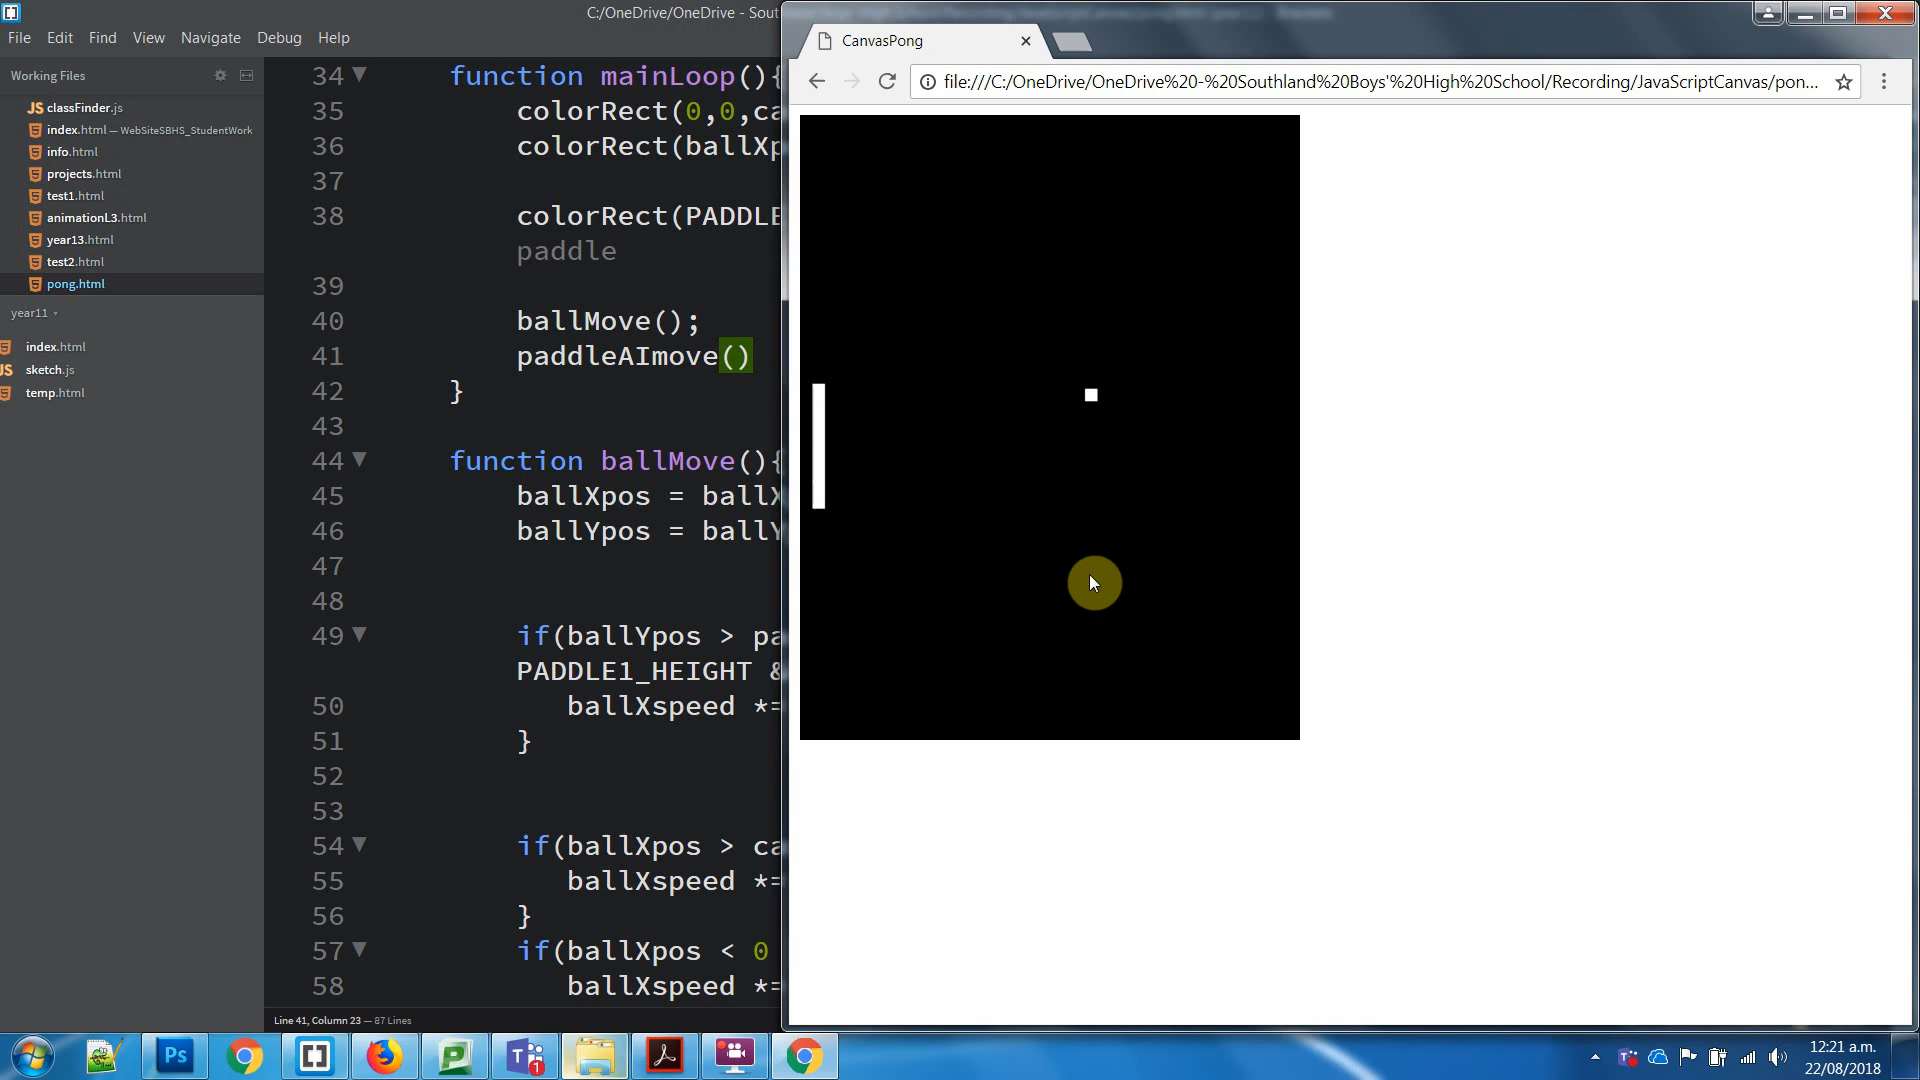 C:/OneDrive/OneDrive - Sout
File Edit Find View Navigate Debug Help
Working Files
classFinder.js
index.html — WebSiteSBHS_StudentWork
info.html
projects.html
test1.html
animationL3.html
year13.html
test2.html
pong.html
year11
index.html
sketch.js
temp.html
34 function mainLoop(){
35 colorRect(0,0,ca
36 colorRect(ballXp
37
38 colorRect(PADDLE
paddle
39
40 ballMove();
41 paddleAImove()
42 }
43
44 function ballMove(){
45 ballXpos = ballX
46 ballYpos = ballY
47
48
49 if(ballYpos > pa
PADDLE1_HEIGHT &
50 ballXspeed *=
51 }
52
53
54 if(ballXpos > ca
55 ballXspeed *=
56 }
57 if(ballXpos < 0
58 ballXspeed *=
Line 41, Column 23 — 87 Lines
CanvasPong
file:///C:/OneDrive/OneDrive%20-%20Southland%20Boys'%20High%20School/Recording/JavaScriptCanvas/pon...
Ps
12:21 a.m.
22/08/2018